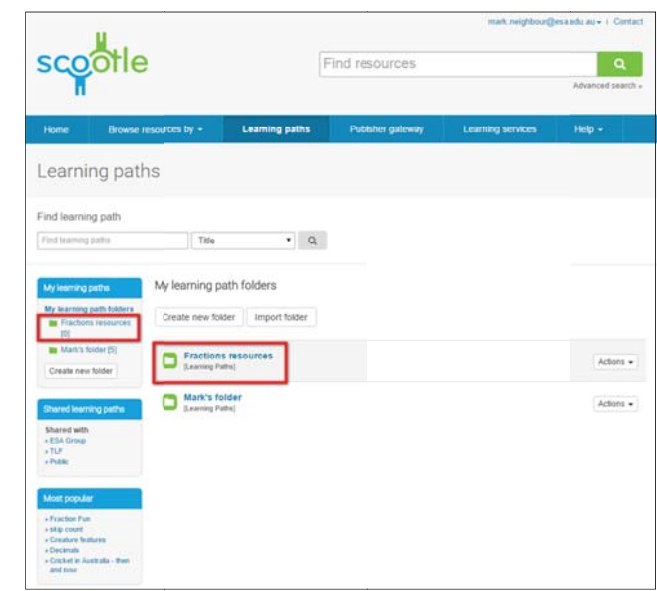 mark.neighbour@esa.edu.au | Contact
scootle
Find resources
Advanced search »
Home Browse resources by Learning paths Publisher gateway Learning services Help
Learning paths
Find learning path
Find learning paths Title
My learning paths
My learning path folders
Fractions resources
[0]
Mark's folder [5]
Create new folder
Shared learning paths
Shared with
» ESA Group
» TLF
» Public
Most popular
» Fraction Fun
» skip count
» Creature features
» Decimals
» Cricket in Australia - then
and now
My learning path folders
Create new folder Import folder
Fractions resources
[Learning Paths]
Actions
Mark's folder
[Learning Paths]
Actions